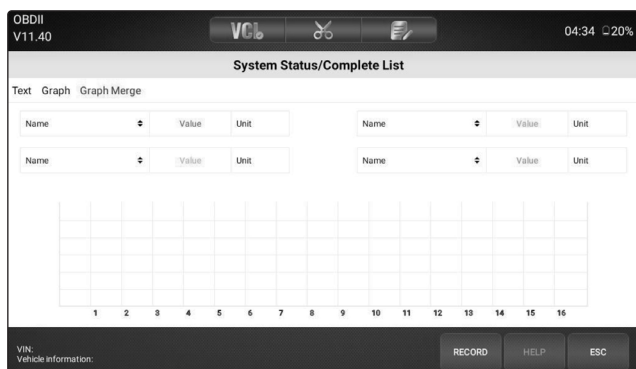 OBDII
V11.40
VCI
04:34 20%
System Status/Complete List
Text Graph Graph Merge
Name Value Unit Name Value Unit
Name Value Unit Name Value Unit
1 2 3 4 5 6 7 8 9 10 11 12 13 14 15 16
VIN:
Vehicle information:
RECORD HELP ESC